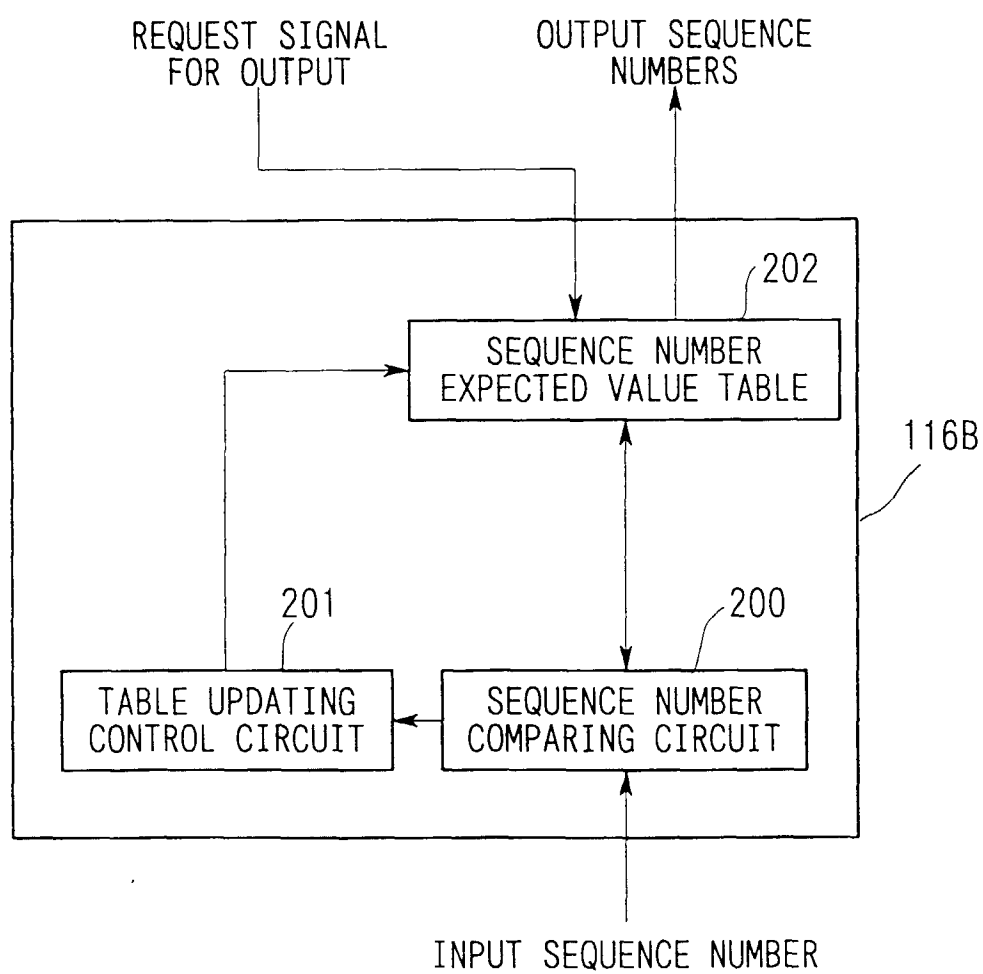 REQUEST SIGNAL
FOR OUTPUT
OUTPUT SEQUENCE
NUMBERS
202
SEQUENCE NUMBER
EXPECTED VALUE TABLE
116B
201
200
TABLE UPDATING
CONTROL CIRCUIT
SEQUENCE NUMBER
COMPARING CIRCUIT
INPUT SEQUENCE NUMBER